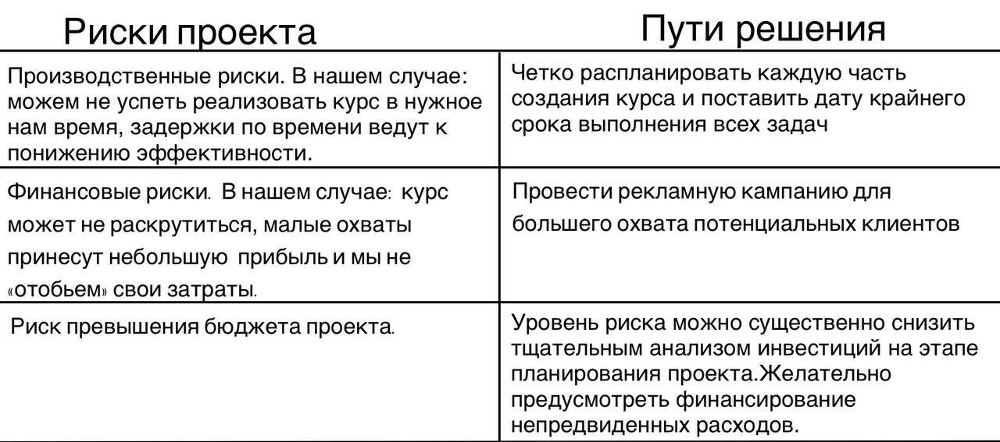 Риски проекта
Пути решения
Производственные риски. В нашем случае:
можем не успеть реализовать курс в нужное
нам время, задержки по времени ведут к
понижению эффективности.
Четко распланировать каждую часть
создания курса и поставить дату крайнего
срока выполнения всех задач
Финансовые риски. В нашем случае: курс
может не раскрутиться, малые охваты
принесут небольшую прибыль и мы не
«отобьем» свои затраты.
Провести рекламную кампанию для
большего охвата потенциальных клиентов
Риск превышения бюджета проекта.
Уровень риска можно существенно снизить
тщательным анализом инвестиций на этапе
планирования проекта.Желательно
предусмотреть финансирование
непредвиденных расходов.